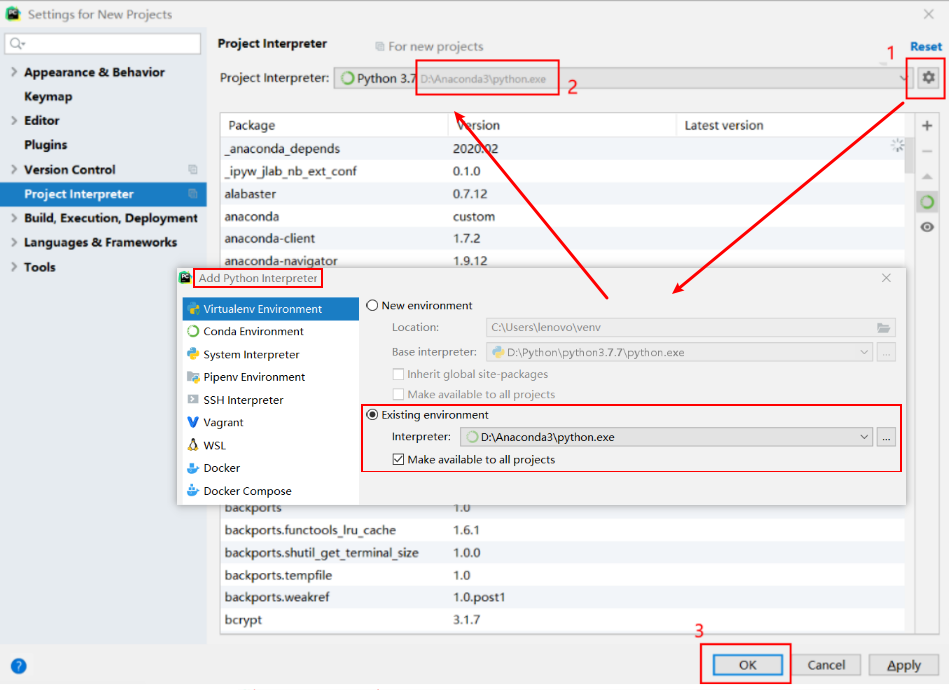 Settings for New Projects
Project Interpreter
For new projects
Reset
1
Appearance & Behavior
Keymap
Editor
Plugins
Version Control
Project Interpreter
Build, Execution, Deployment
Languages & Frameworks
Tools
Project Interpreter: Python 3.7 D:\Anaconda3\python.exe
2
Package Version Latest version
_anaconda_depends 2020.02
_ipyw_jlab_nb_ext_conf 0.1.0
alabaster 0.7.12
anaconda custom
anaconda-client 1.7.2
anaconda-navigator 1.9.12
Add Python Interpreter
Virtualenv Environment
Conda Environment
System Interpreter
Pipenv Environment
SSH Interpreter
Vagrant
WSL
Docker
Docker Compose
New environment
Location: C:\Users\lenovo\venv
Base interpreter: D:\Python\python3.7.7\python.exe
...
Inherit global site-packages
Make available to all projects
Existing environment
Interpreter: D:\Anaconda3\python.exe
...
Make available to all projects
backports 1.0
backports.functools_lru_cache 1.6.1
backports.shutil_get_terminal_size 1.0.0
backports.tempfile 1.0
backports.weakref 1.0.post1
bcrypt 3.1.7
3
?
OK Cancel Apply